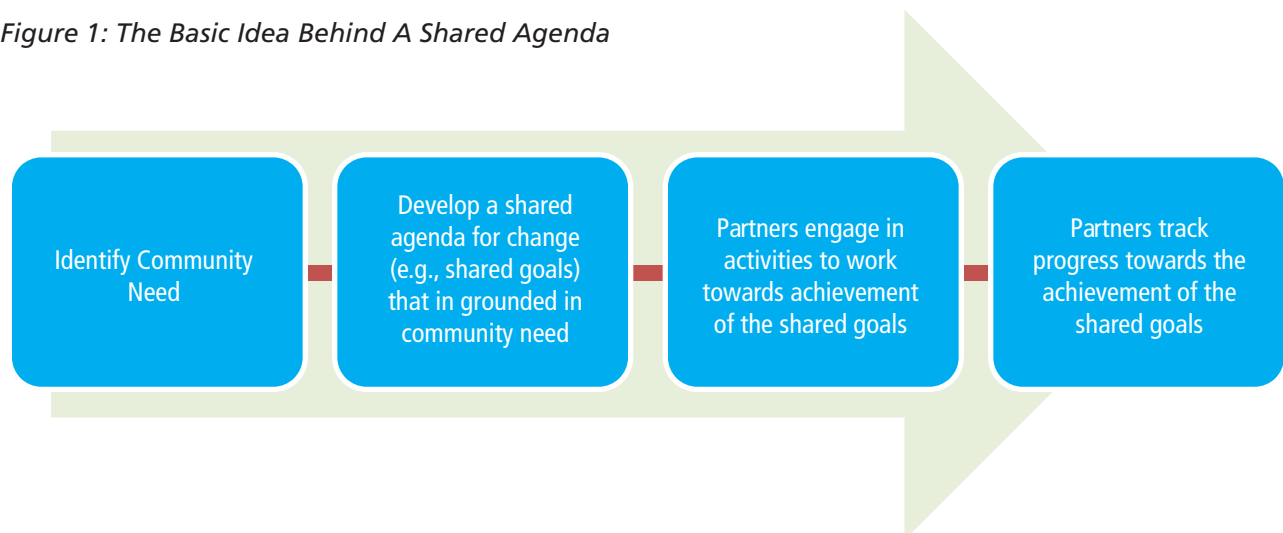 Figure 1: The Basic Idea Behind A Shared Agenda
Identify Community
Need
Develop a shared
agenda for change
(e.g., shared goals)
that in grounded in
community need
Partners engage in
activities to work
towards achievement
of the shared goals
Partners track
progress towards the
achievement of the
shared goals